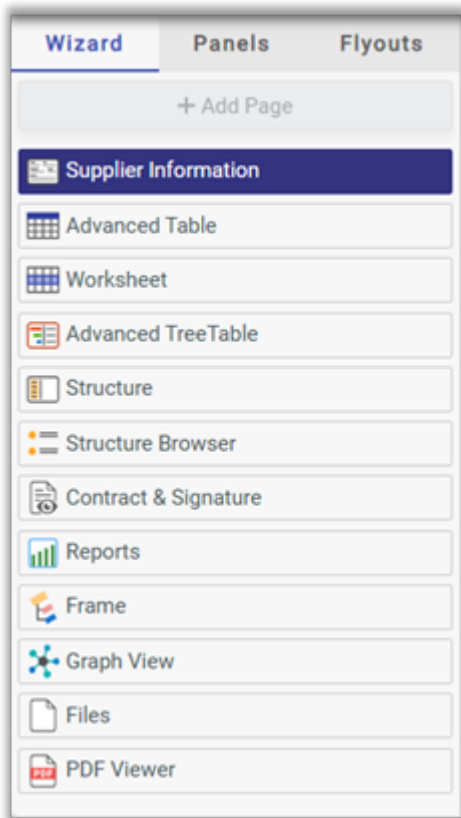 Wizard Panels Flyouts
+ Add Page
Supplier Information
Advanced Table
Worksheet
Advanced TreeTable
Structure
Structure Browser
Contract & Signature
Reports
Frame
Graph View
Files
PDF
PDF Viewer